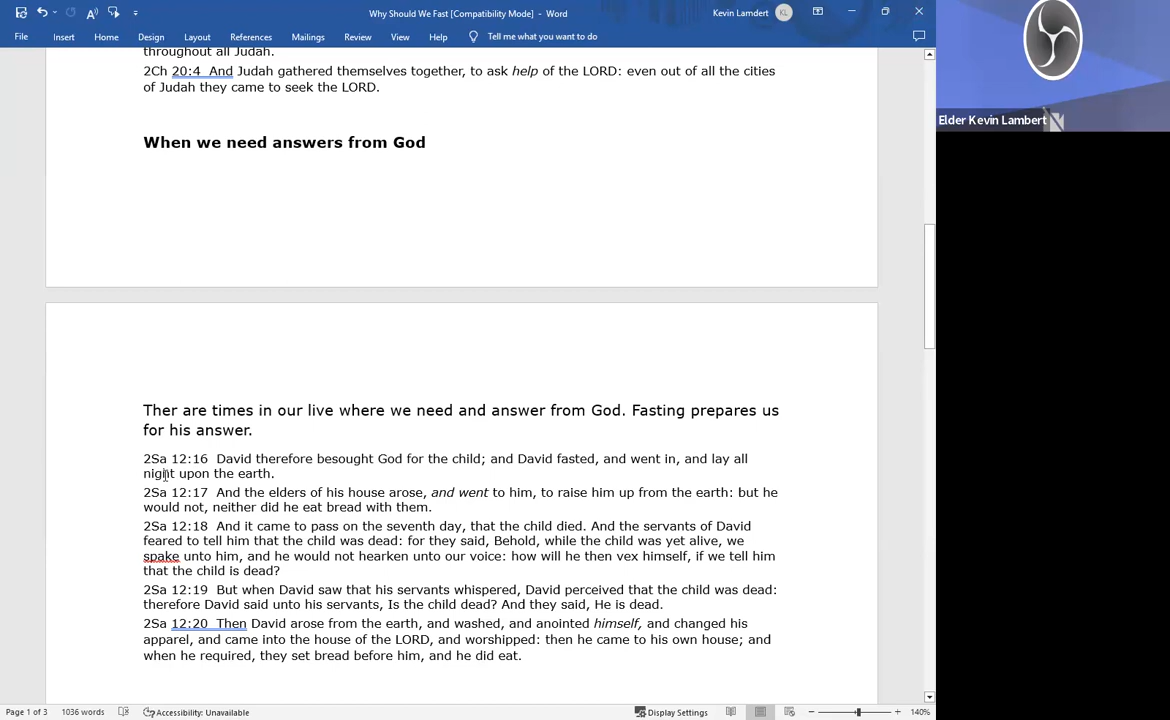 Why Should We Fast [Compatibility Mode] - Word
Kevin Lamdert
KL
File Insert Home Draw Design Layout References Mailings Review View Help Tell me what you want to do
throughout all Judah.
2Ch 20:4 And Judah gathered themselves together, to ask help of the LORD: even out of all the cities
of Judah they came to seek the LORD.
When we need answers from God
Ther are times in our live where we need and answer from God. Fasting prepares us
for his answer.
2Sa 12:16 David therefore besought God for the child; and David fasted, and went in, and lay all
night upon the earth.
2Sa 12:17 And the elders of his house arose, and went to him, to raise him up from the earth: but he
would not, neither did he eat bread with them.
2Sa 12:18 And it came to pass on the seventh day, that the child died. And the servants of David
feared to tell him that the child was dead: for they said, Behold, while the child was yet alive, we
spake unto him, and he would not hearken unto our voice: how will he then vex himself, if we tell him
that the child is dead?
2Sa 12:19 But when David saw that his servants whispered, David perceived that the child was dead:
therefore David said unto his servants, Is the child dead? And they said, He is dead.
2Sa 12:20 Then David arose from the earth, and washed, and anointed himself, and changed his
apparel, and came into the house of the LORD, and worshipped: then he came to his own house; and
when he required, they set bread before him, and he did eat.
Page 1 of 3 1036 words Accessibility: Unavailable Display Settings 140%
Elder Kevin Lambert